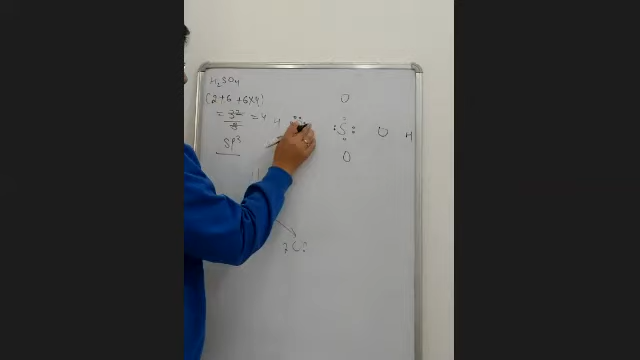 H2SO4
(2+6+6×4)
= 32/8 = 4
SP3
O
H S O H
O